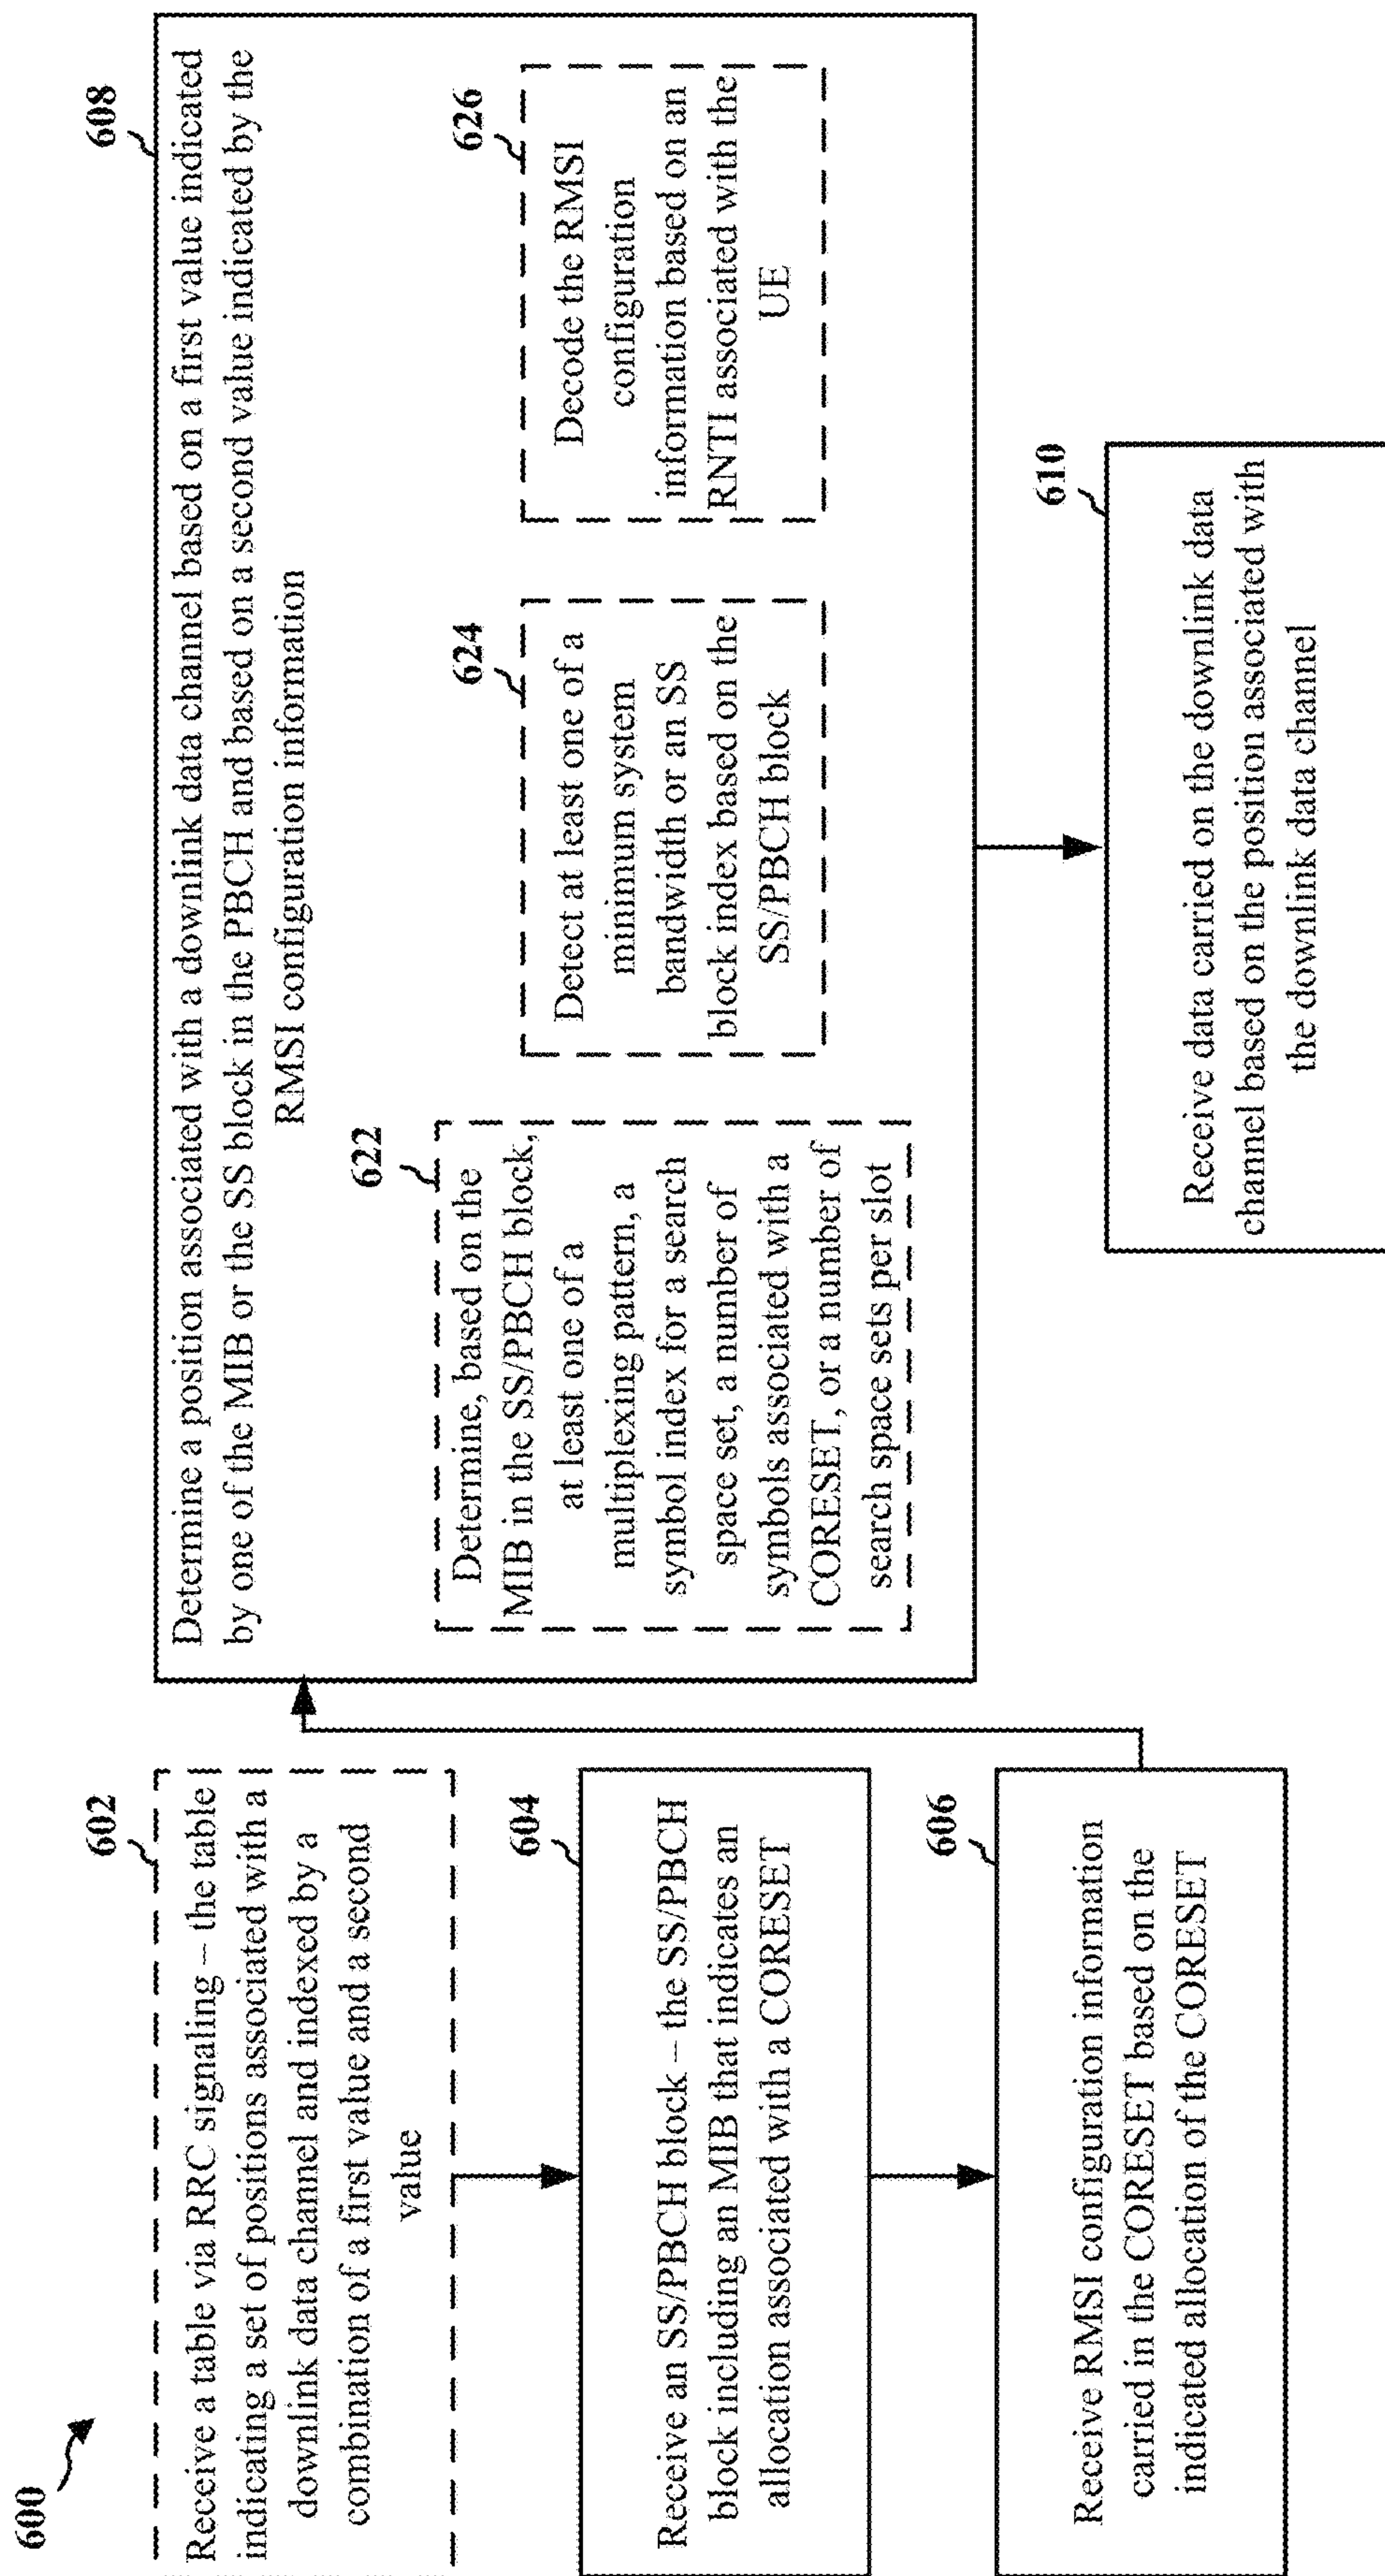 600
602
Receive a table via RRC signaling – the table
indicating a set of positions associated with a
downlink data channel and indexed by a
combination of a first value and a second
value
604
Receive an SS/PBCH block – the SS/PBCH
block including an MIB that indicates an
allocation associated with a CORESET
606
Receive RMSI configuration information
carried in the CORESET based on the
indicated allocation of the CORESET
608
Determine a position associated with a downlink data channel based on a first value indicated
by one of the MIB or the SS block in the PBCH and based on a second value indicated by the
RMSI configuration information
622
Determine, based on the
MIB in the SS/PBCH block,
at least one of a
multiplexing pattern, a
symbol index for a search
space set, a number of
symbols associated with a
CORESET, or a number of
search space sets per slot
624
Detect at least one of a
minimum system
bandwidth or an SS
block index based on the
SS/PBCH block
626
Decode the RMSI
configuration
information based on an
RNTI associated with the
UE
610
Receive data carried on the downlink data
channel based on the position associated with
the downlink data channel